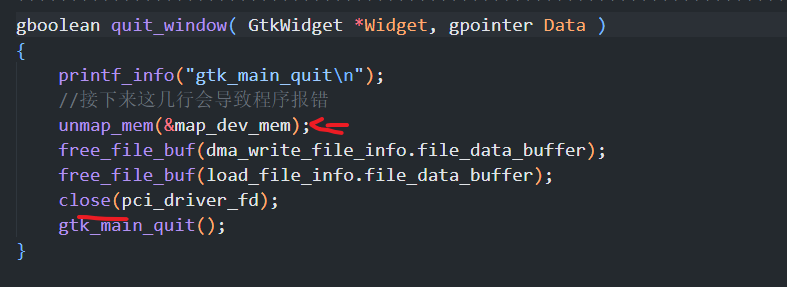 gboolean quit_window( GtkWidget *Widget, gpointer Data )
{
    printf_info("gtk_main_quit\n");
    //接下来这几行会导致程序报错
    unmap_mem(&map_dev_mem);
    free_file_buf(dma_write_file_info.file_data_buffer);
    free_file_buf(load_file_info.file_data_buffer);
    close(pci_driver_fd);
    gtk_main_quit();
}